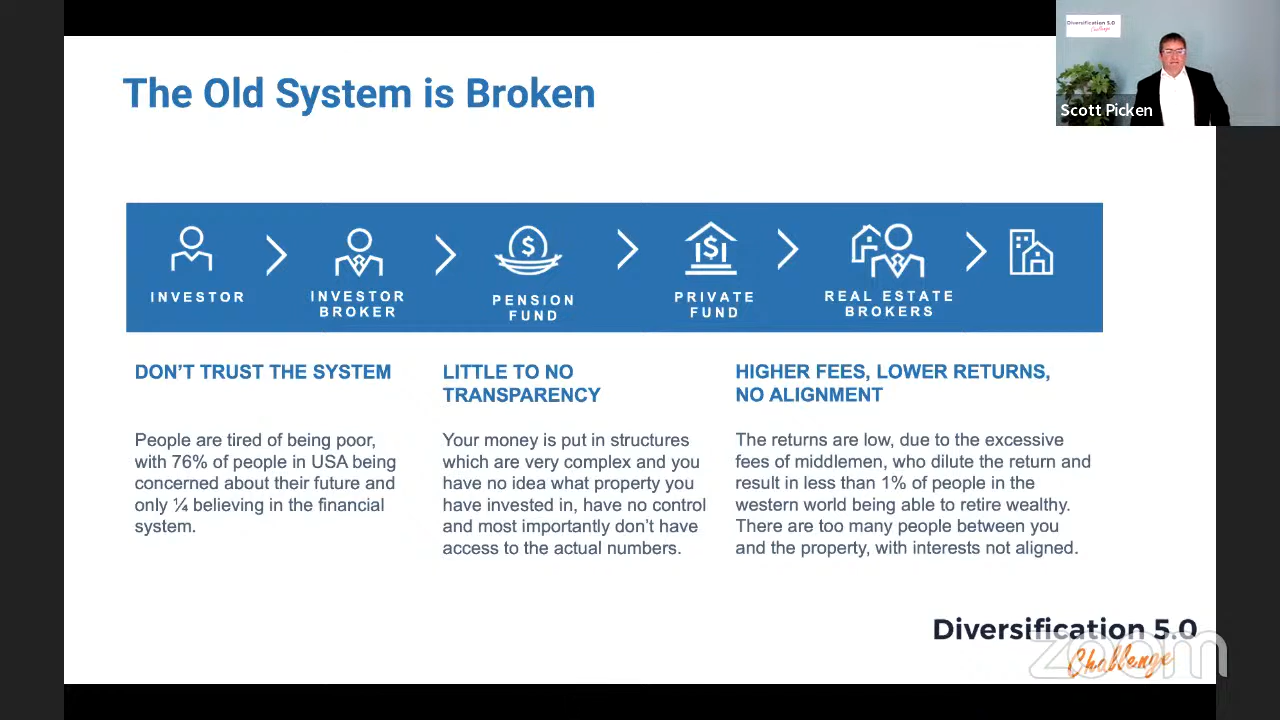 The Old System is Broken
Diversification 5.0
Challenge
Scott Picken
INVESTOR
INVESTOR
BROKER
PENSION
FUND
PRIVATE
FUND
REAL ESTATE
BROKERS
DON’T TRUST THE SYSTEM
People are tired of being poor,
with 76% of people in USA being
concerned about their future and
only ¼ believing in the financial
system.
LITTLE TO NO
TRANSPARENCY
Your money is put in structures
which are very complex and you
have no idea what property you
have invested in, have no control
and most importantly don’t have
access to the actual numbers.
HIGHER FEES, LOWER RETURNS,
NO ALIGNMENT
The returns are low, due to the excessive
fees of middlemen, who dilute the return and
result in less than 1% of people in the
western world being able to retire wealthy.
There are too many people between you
and the property, with interests not aligned.
Diversification 5.0
Challenge
zoom